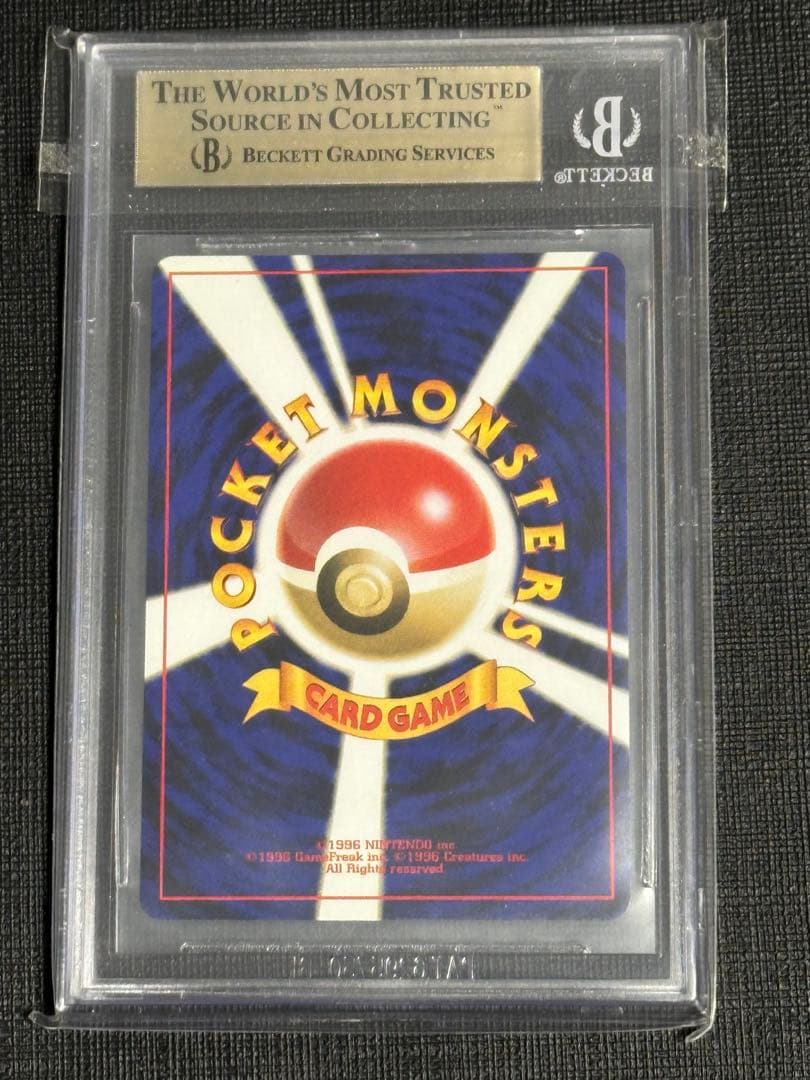 THE WORLD'S MOST TRUSTED
SOURCE IN COLLECTING™
B BECKETT GRADING SERVICES
B
BECKETT®
POCKET MONSTERS
CARD GAME
©1996 NINTENDO inc.
©1996 GameFreak inc. ©1996 Creatures inc.
All Rights reserved